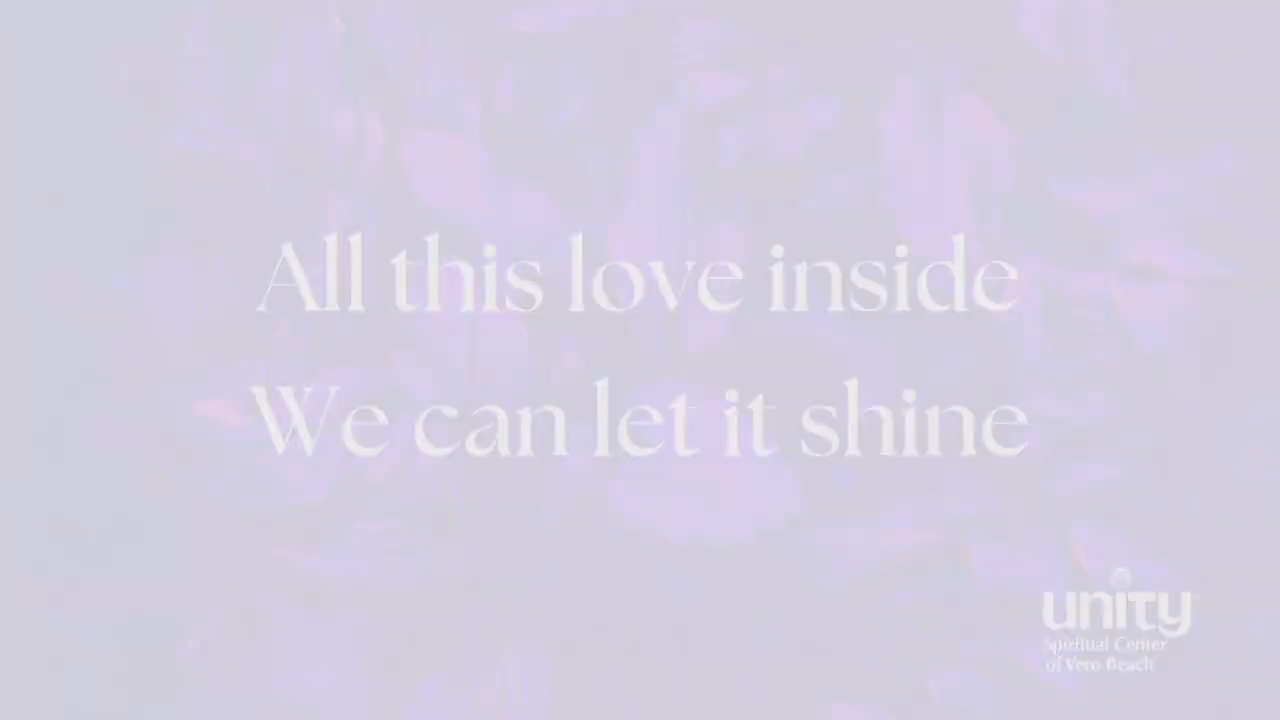 All this love inside
We can let it shine
unity
Spiritual Center
of Vero Beach